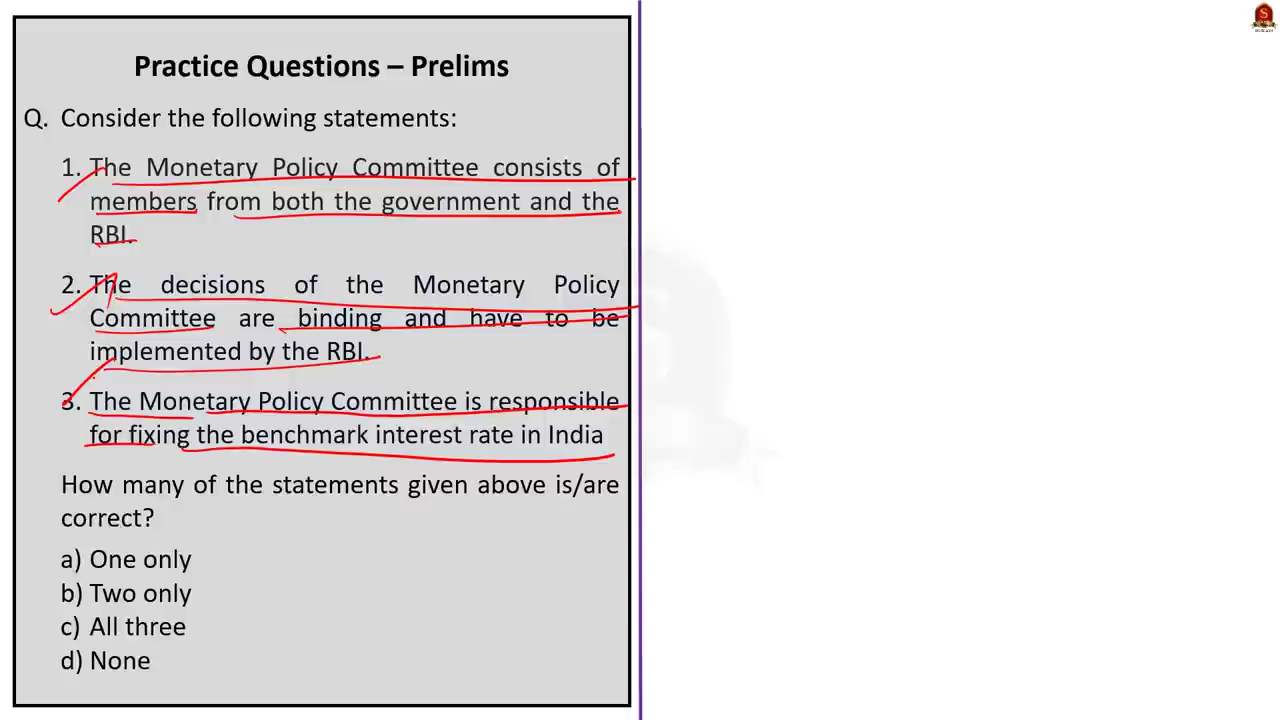 Practice Questions – Prelims
Q. Consider the following statements:
1. The Monetary Policy Committee consists of
members from both the government and the
RBI.
2. The decisions of the Monetary Policy
Committee are binding and have to be
implemented by the RBI.
3. The Monetary Policy Committee is responsible
for fixing the benchmark interest rate in India
How many of the statements given above is/are
correct?
a) One only
b) Two only
c) All three
d) None